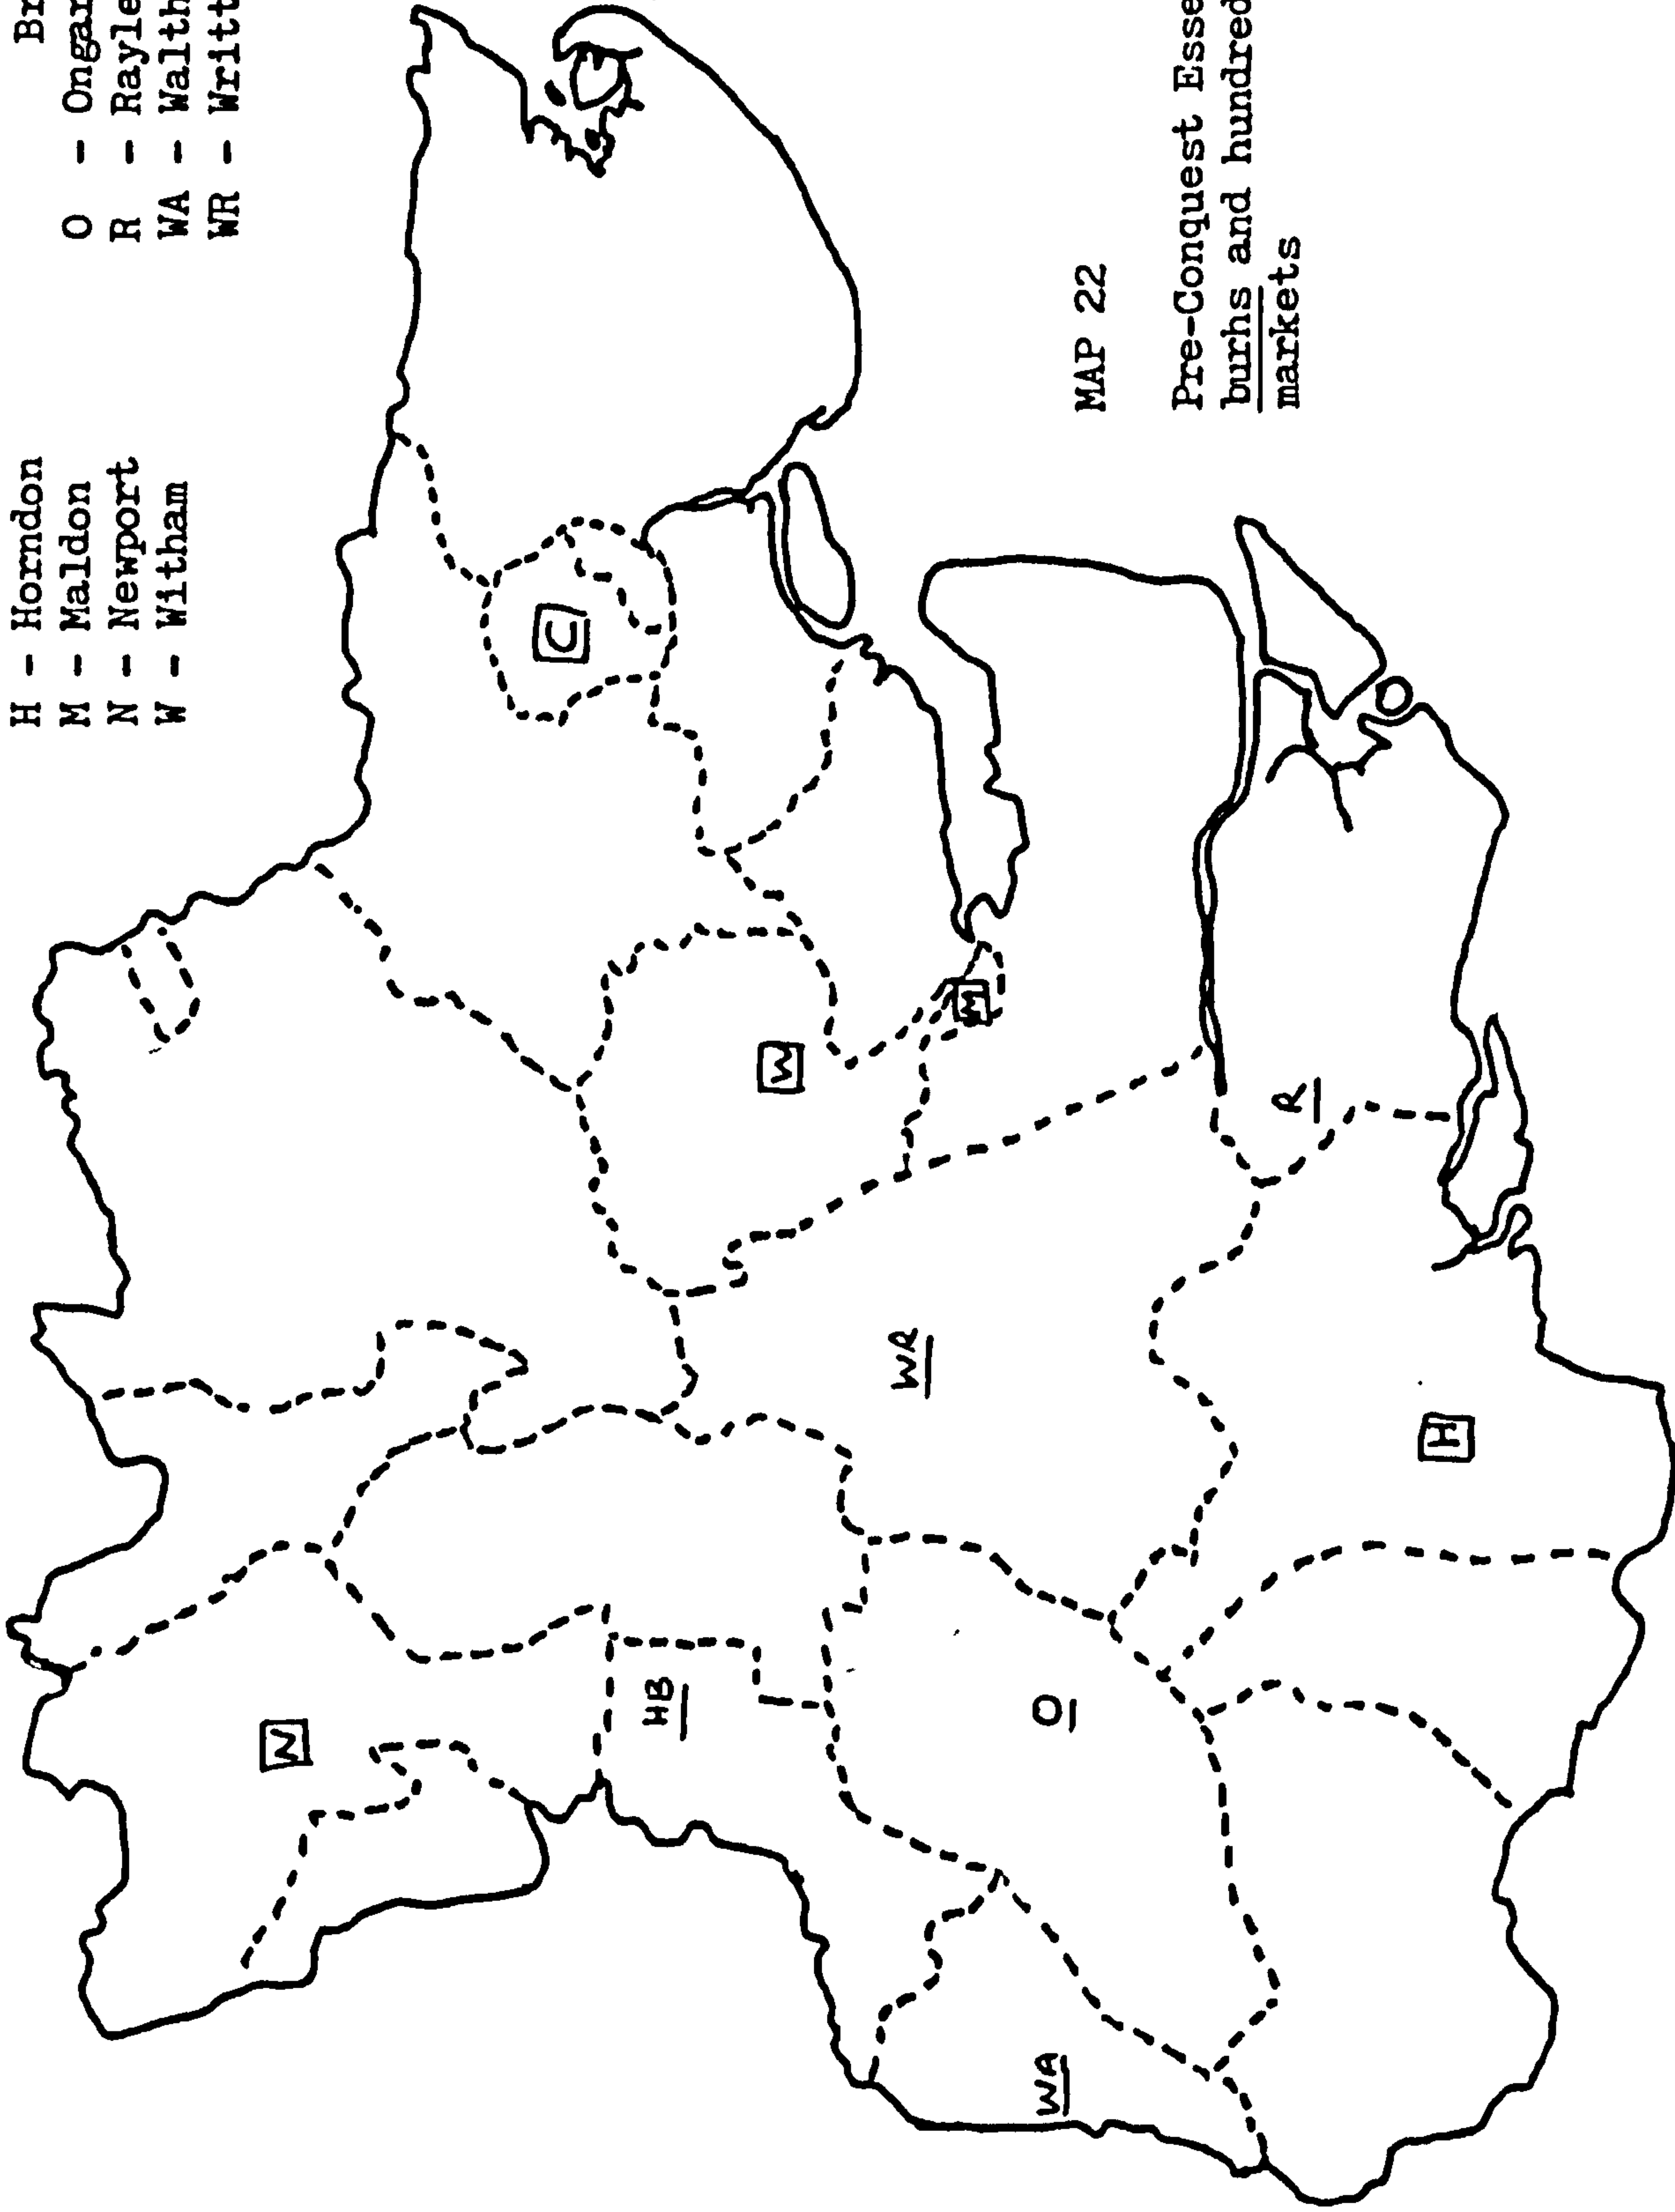 H - Horndon
M - Maldon
N - Newport
W - Witham
Br
O - Ongar
R - Rayle
WA - Walth
WR - Writt
N
C
HB
W
WR
M
WA
O
R
H
MAP 22
Pre-Conquest Esse
burhs and hundred
markets